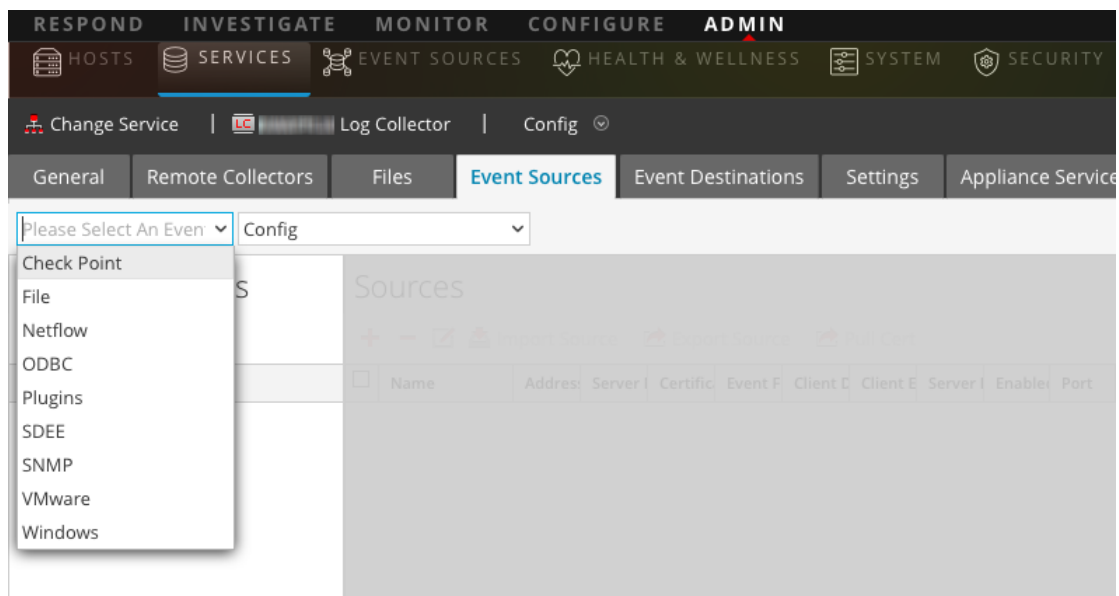 RESPOND INVESTIGATE MONITOR CONFIGURE ADMIN
HOSTS SERVICES EVENT SOURCES HEALTH & WELLNESS SYSTEM SECURITY
Change Service | LC Log Collector | Config
General Remote Collectors Files Event Sources Event Destinations Settings Appliance Service
Please Select An Even Config
Check Point
File
Netflow
ODBC
Plugins
SDEE
SNMP
VMware
Windows
s Sources
Import Source Export Source Pull Cert
Name Address Server Certific Event F Client D Client E Server Enable Port